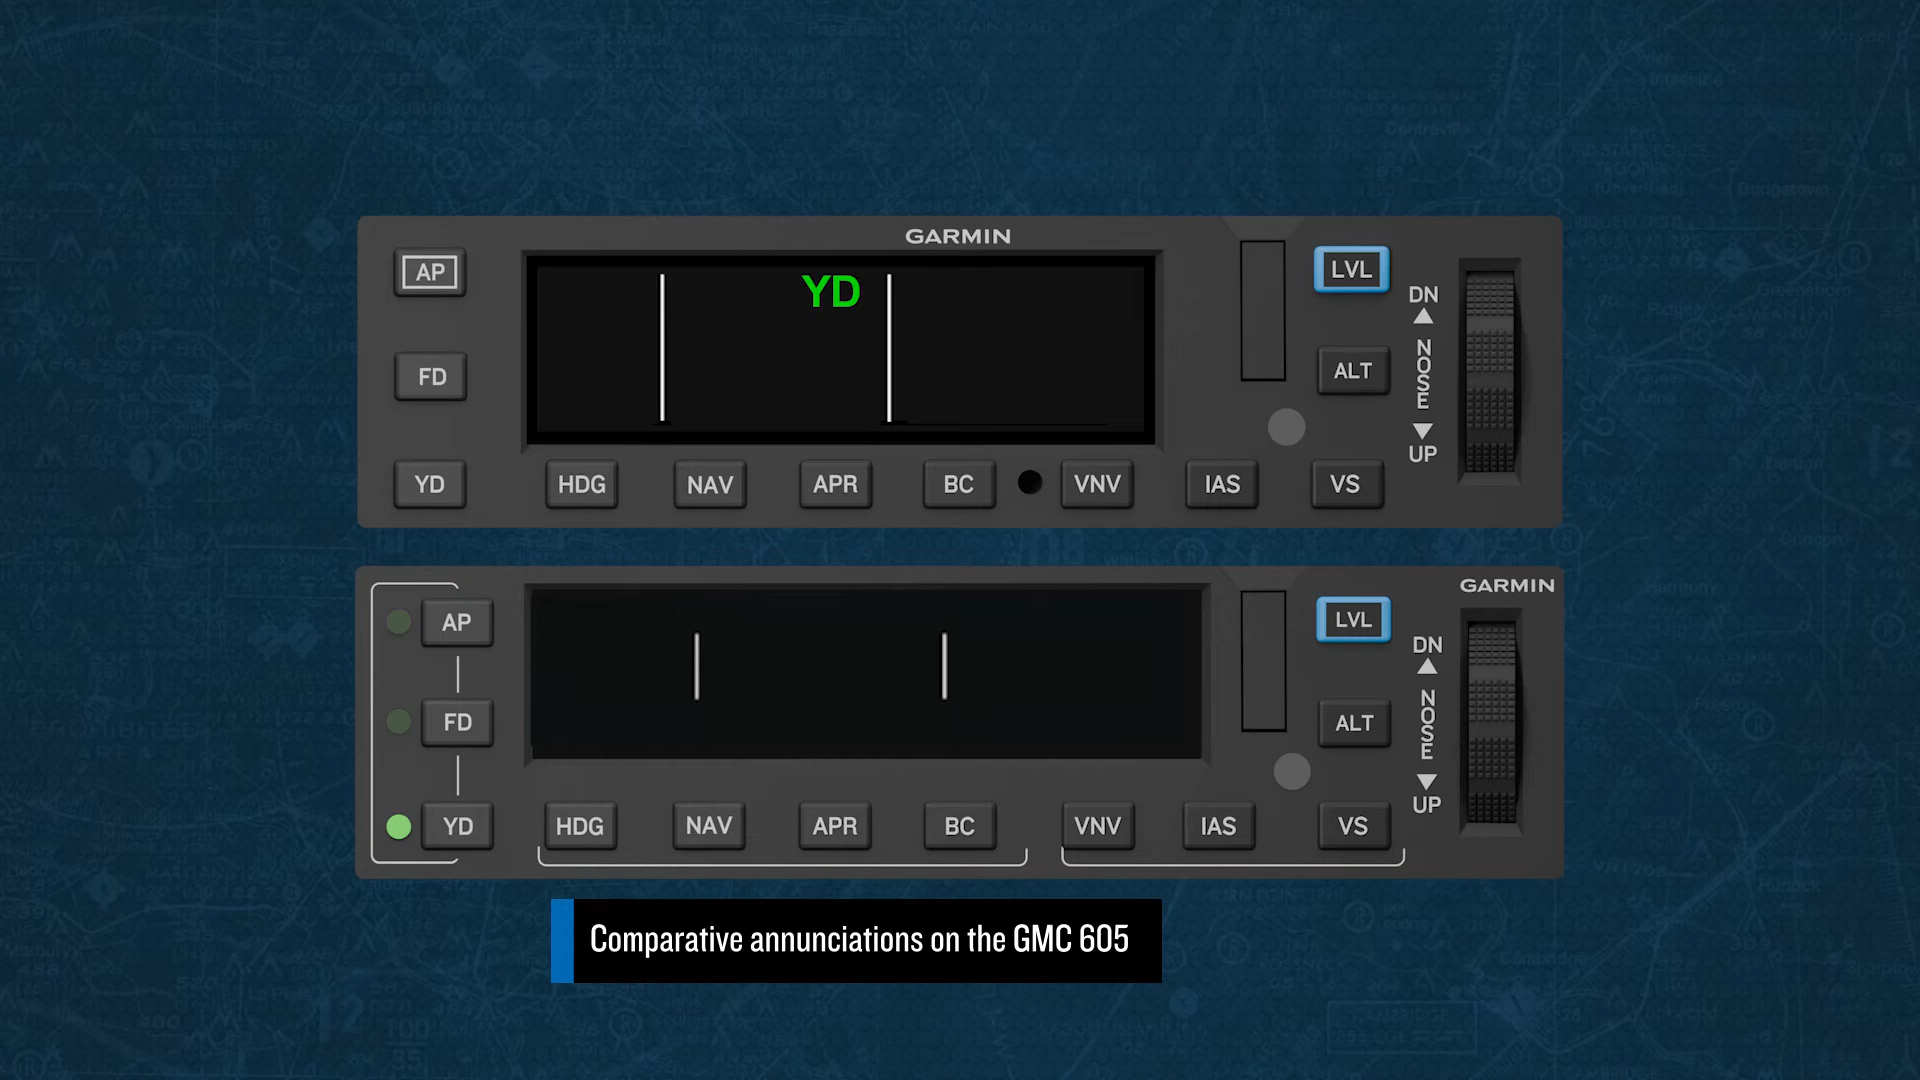 GARMIN
AP
YD
LVL
DN
NOSE
UP
FD
ALT
YD
HDG
NAV
APR
BC
VNV
IAS
VS
GARMIN
AP
LVL
DN
NOSE
UP
FD
ALT
YD
HDG
NAV
APR
BC
VNV
IAS
VS
Comparative annunciations on the GMC 605
PROHIBITED
AREA